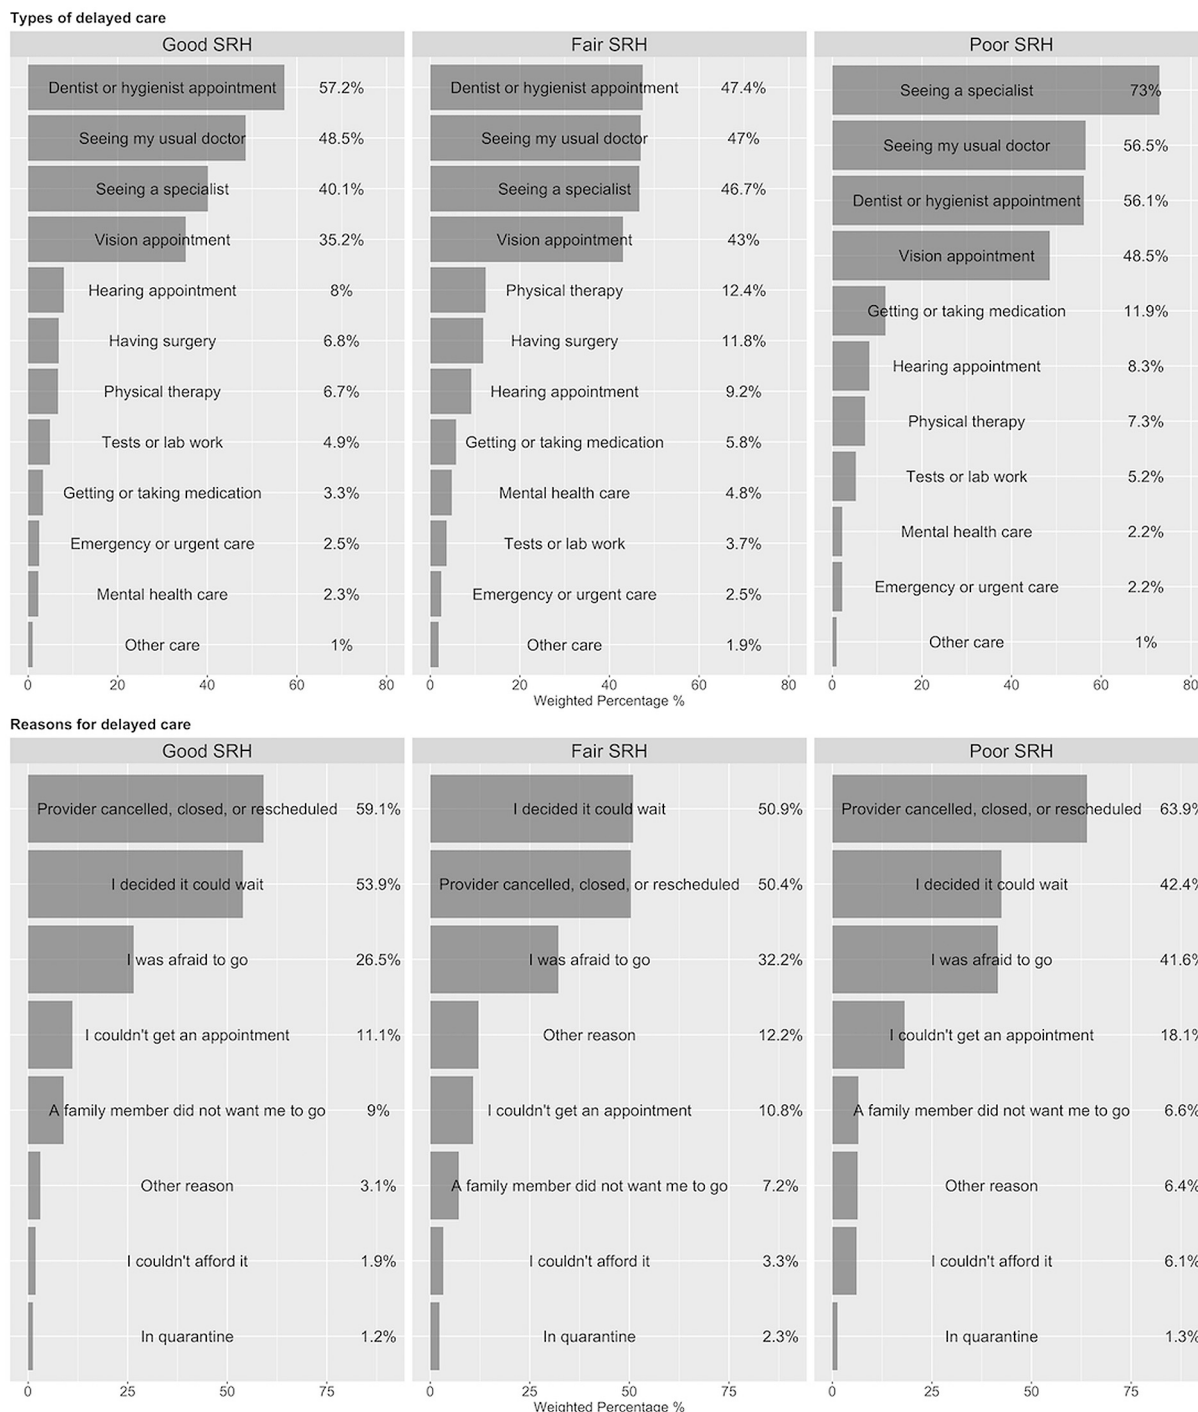 Types of delayed care
Good SRH
Dentist or hygienist appointment 57.2%
Seeing my usual doctor 48.5%
Seeing a specialist 40.1%
Vision appointment 35.2%
Hearing appointment 8%
Having surgery 6.8%
Physical therapy 6.7%
Tests or lab work 4.9%
Getting or taking medication 3.3%
Emergency or urgent care 2.5%
Mental health care 2.3%
Other care 1%
0 20 40 60 80
Fair SRH
Dentist or hygienist appointment 47.4%
Seeing my usual doctor 47%
Seeing a specialist 46.7%
Vision appointment 43%
Physical therapy 12.4%
Having surgery 11.8%
Hearing appointment 9.2%
Getting or taking medication 5.8%
Mental health care 4.8%
Tests or lab work 3.7%
Emergency or urgent care 2.5%
Other care 1.9%
0 20 40 60 80
Poor SRH
Seeing a specialist 73%
Seeing my usual doctor 56.5%
Dentist or hygienist appointment 56.1%
Vision appointment 48.5%
Getting or taking medication 11.9%
Hearing appointment 8.3%
Physical therapy 7.3%
Tests or lab work 5.2%
Mental health care 2.2%
Emergency or urgent care 2.2%
Other care 1%
0 20 40 60 80
Weighted Percentage %
Reasons for delayed care
Good SRH
Provider cancelled, closed, or rescheduled 59.1%
I decided it could wait 53.9%
I was afraid to go 26.5%
I couldn't get an appointment 11.1%
A family member did not want me to go 9%
Other reason 3.1%
I couldn't afford it 1.9%
In quarantine 1.2%
0 25 50 75
Fair SRH
I decided it could wait 50.9%
Provider cancelled, closed, or rescheduled 50.4%
I was afraid to go 32.2%
Other reason 12.2%
I couldn't get an appointment 10.8%
A family member did not want me to go 7.2%
I couldn't afford it 3.3%
In quarantine 2.3%
0 25 50 75
Poor SRH
Provider cancelled, closed, or rescheduled 63.9%
I decided it could wait 42.4%
I was afraid to go 41.6%
I couldn't get an appointment 18.1%
A family member did not want me to go 6.6%
Other reason 6.4%
I couldn't afford it 6.1%
In quarantine 1.3%
0 25 50 75
Weighted Percentage %